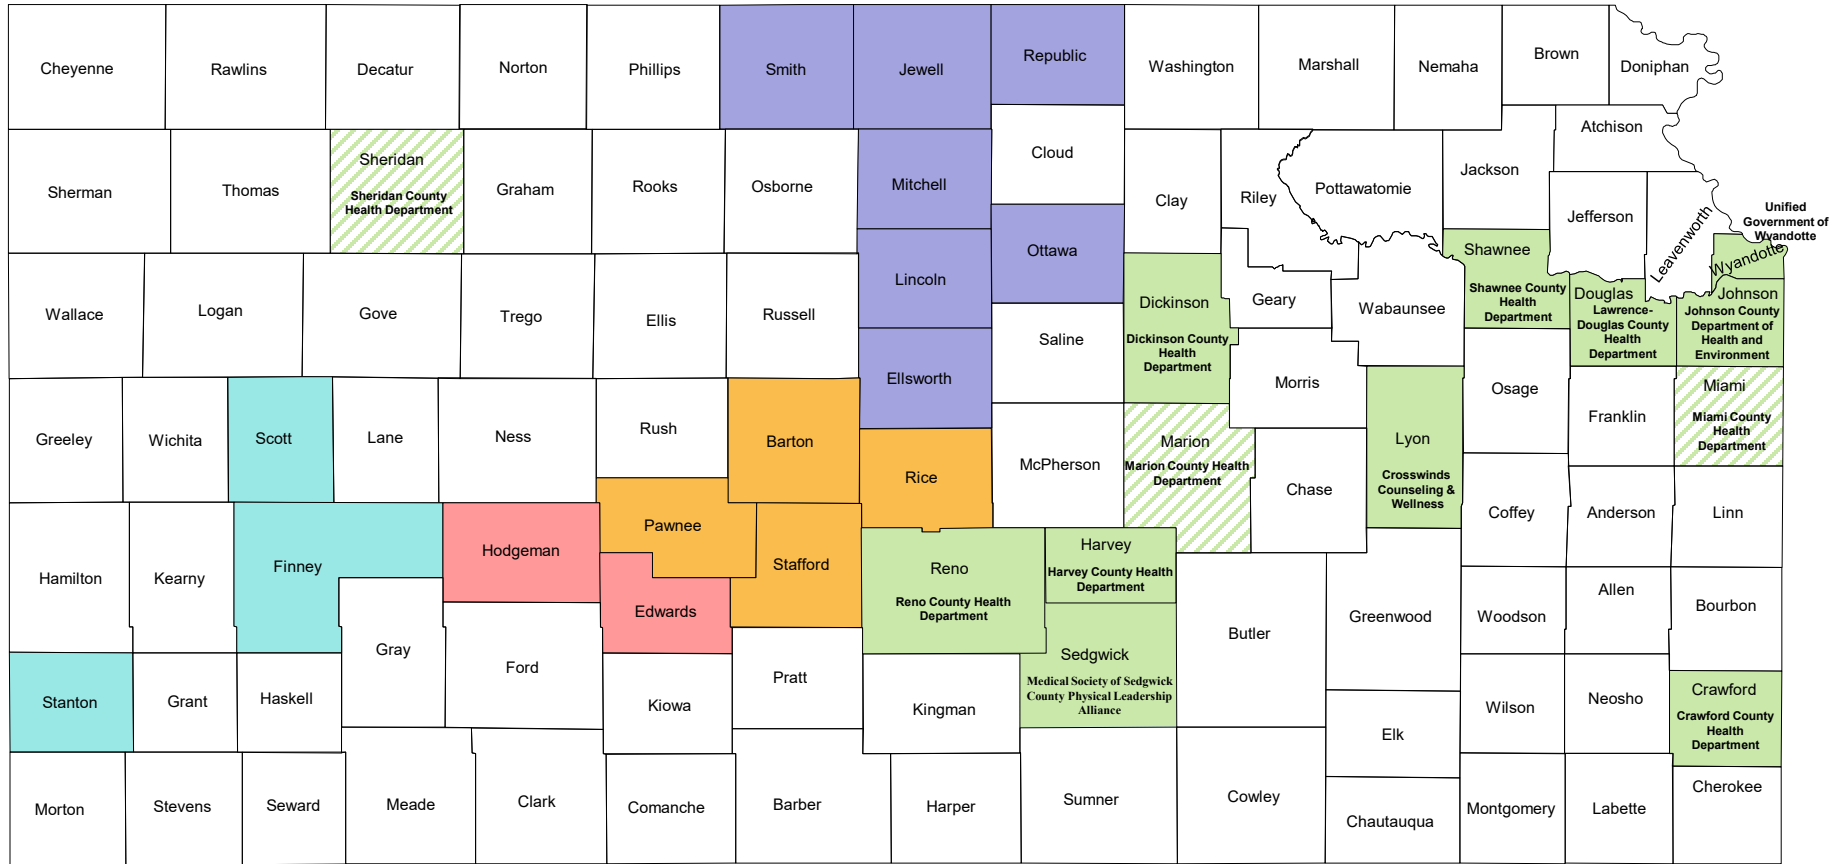 Cheyenne
Rawlins
Decatur
Norton
Phillips
Smith
Jewell
Republic
Washington
Marshall
Nemaha
Brown
Doniphan
Sherman
Thomas
Sheridan
Sheridan County
Health Department
Graham
Rooks
Osborne
Mitchell
Cloud
Clay
Riley
Pottawatomie
Jackson
Atchison
Jefferson
Leavenworth
Unified
Government of
Wyandotte
Wyandotte
Wallace
Logan
Gove
Trego
Ellis
Russell
Lincoln
Ottawa
Saline
Dickinson
Dickinson County
Health
Department
Geary
Wabaunsee
Shawnee
Shawnee County
Health
Department
Douglas
Lawrence-
Douglas County
Health
Department
Johnson
Johnson County
Department of
Health and
Environment
Greeley
Wichita
Scott
Lane
Ness
Rush
Barton
Ellsworth
Rice
McPherson
Marion
Marion County Health
Department
Morris
Chase
Lyon
Crosswinds
Counseling &
Wellness
Osage
Franklin
Miami
Miami County
Health
Department
Hamilton
Kearny
Finney
Hodgeman
Pawnee
Edwards
Stafford
Reno
Reno County Health
Department
Harvey
Harvey County Health
Department
Sedgwick
Medical Society of Sedgwick
County Physical Leadership
Alliance
Butler
Greenwood
Coffey
Anderson
Linn
Woodson
Allen
Bourbon
Stanton
Grant
Haskell
Gray
Ford
Kiowa
Pratt
Kingman
Elk
Wilson
Neosho
Crawford
Crawford County
Health
Department
Morton
Stevens
Seward
Meade
Clark
Comanche
Barber
Harper
Sumner
Cowley
Chautauqua
Montgomery
Labette
Cherokee